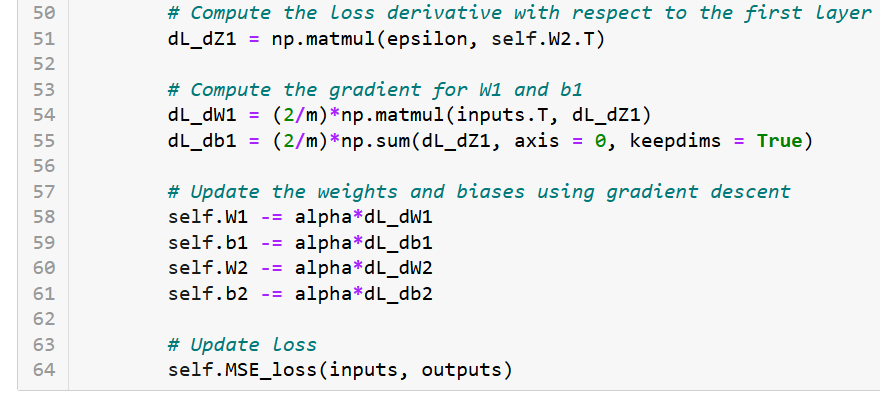 50 # Compute the loss derivative with respect to the first layer
51 dL_dZ1 = np.matmul(epsilon, self.W2.T)
52
53 # Compute the gradient for W1 and b1
54 dL_dW1 = (2/m)*np.matmul(inputs.T, dL_dZ1)
55 dL_db1 = (2/m)*np.sum(dL_dZ1, axis = 0, keepdims = True)
56
57 # Update the weights and biases using gradient descent
58 self.W1 -= alpha*dL_dW1
59 self.b1 -= alpha*dL_db1
60 self.W2 -= alpha*dL_dW2
61 self.b2 -= alpha*dL_db2
62
63 # Update loss
64 self.MSE_loss(inputs, outputs)